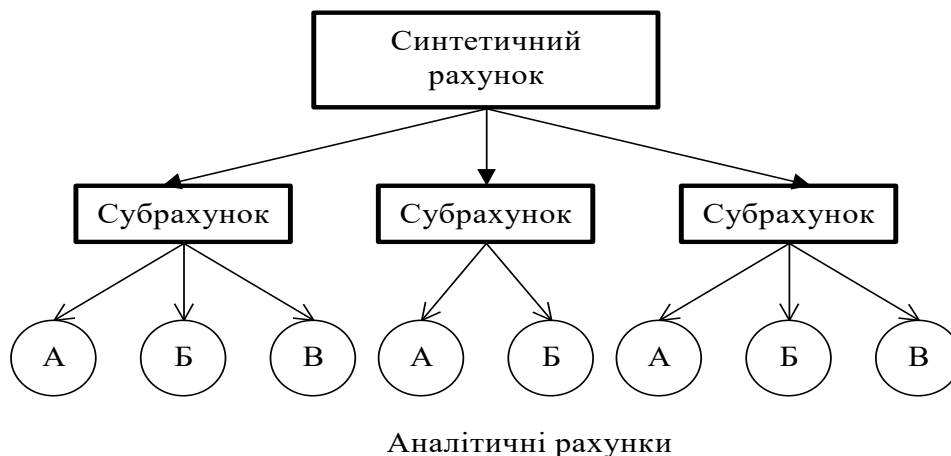 Синтетичний
рахунок
Субрахунок
Субрахунок
Субрахунок
А
Б
В
А
Б
А
Б
В
Аналітичні рахунки